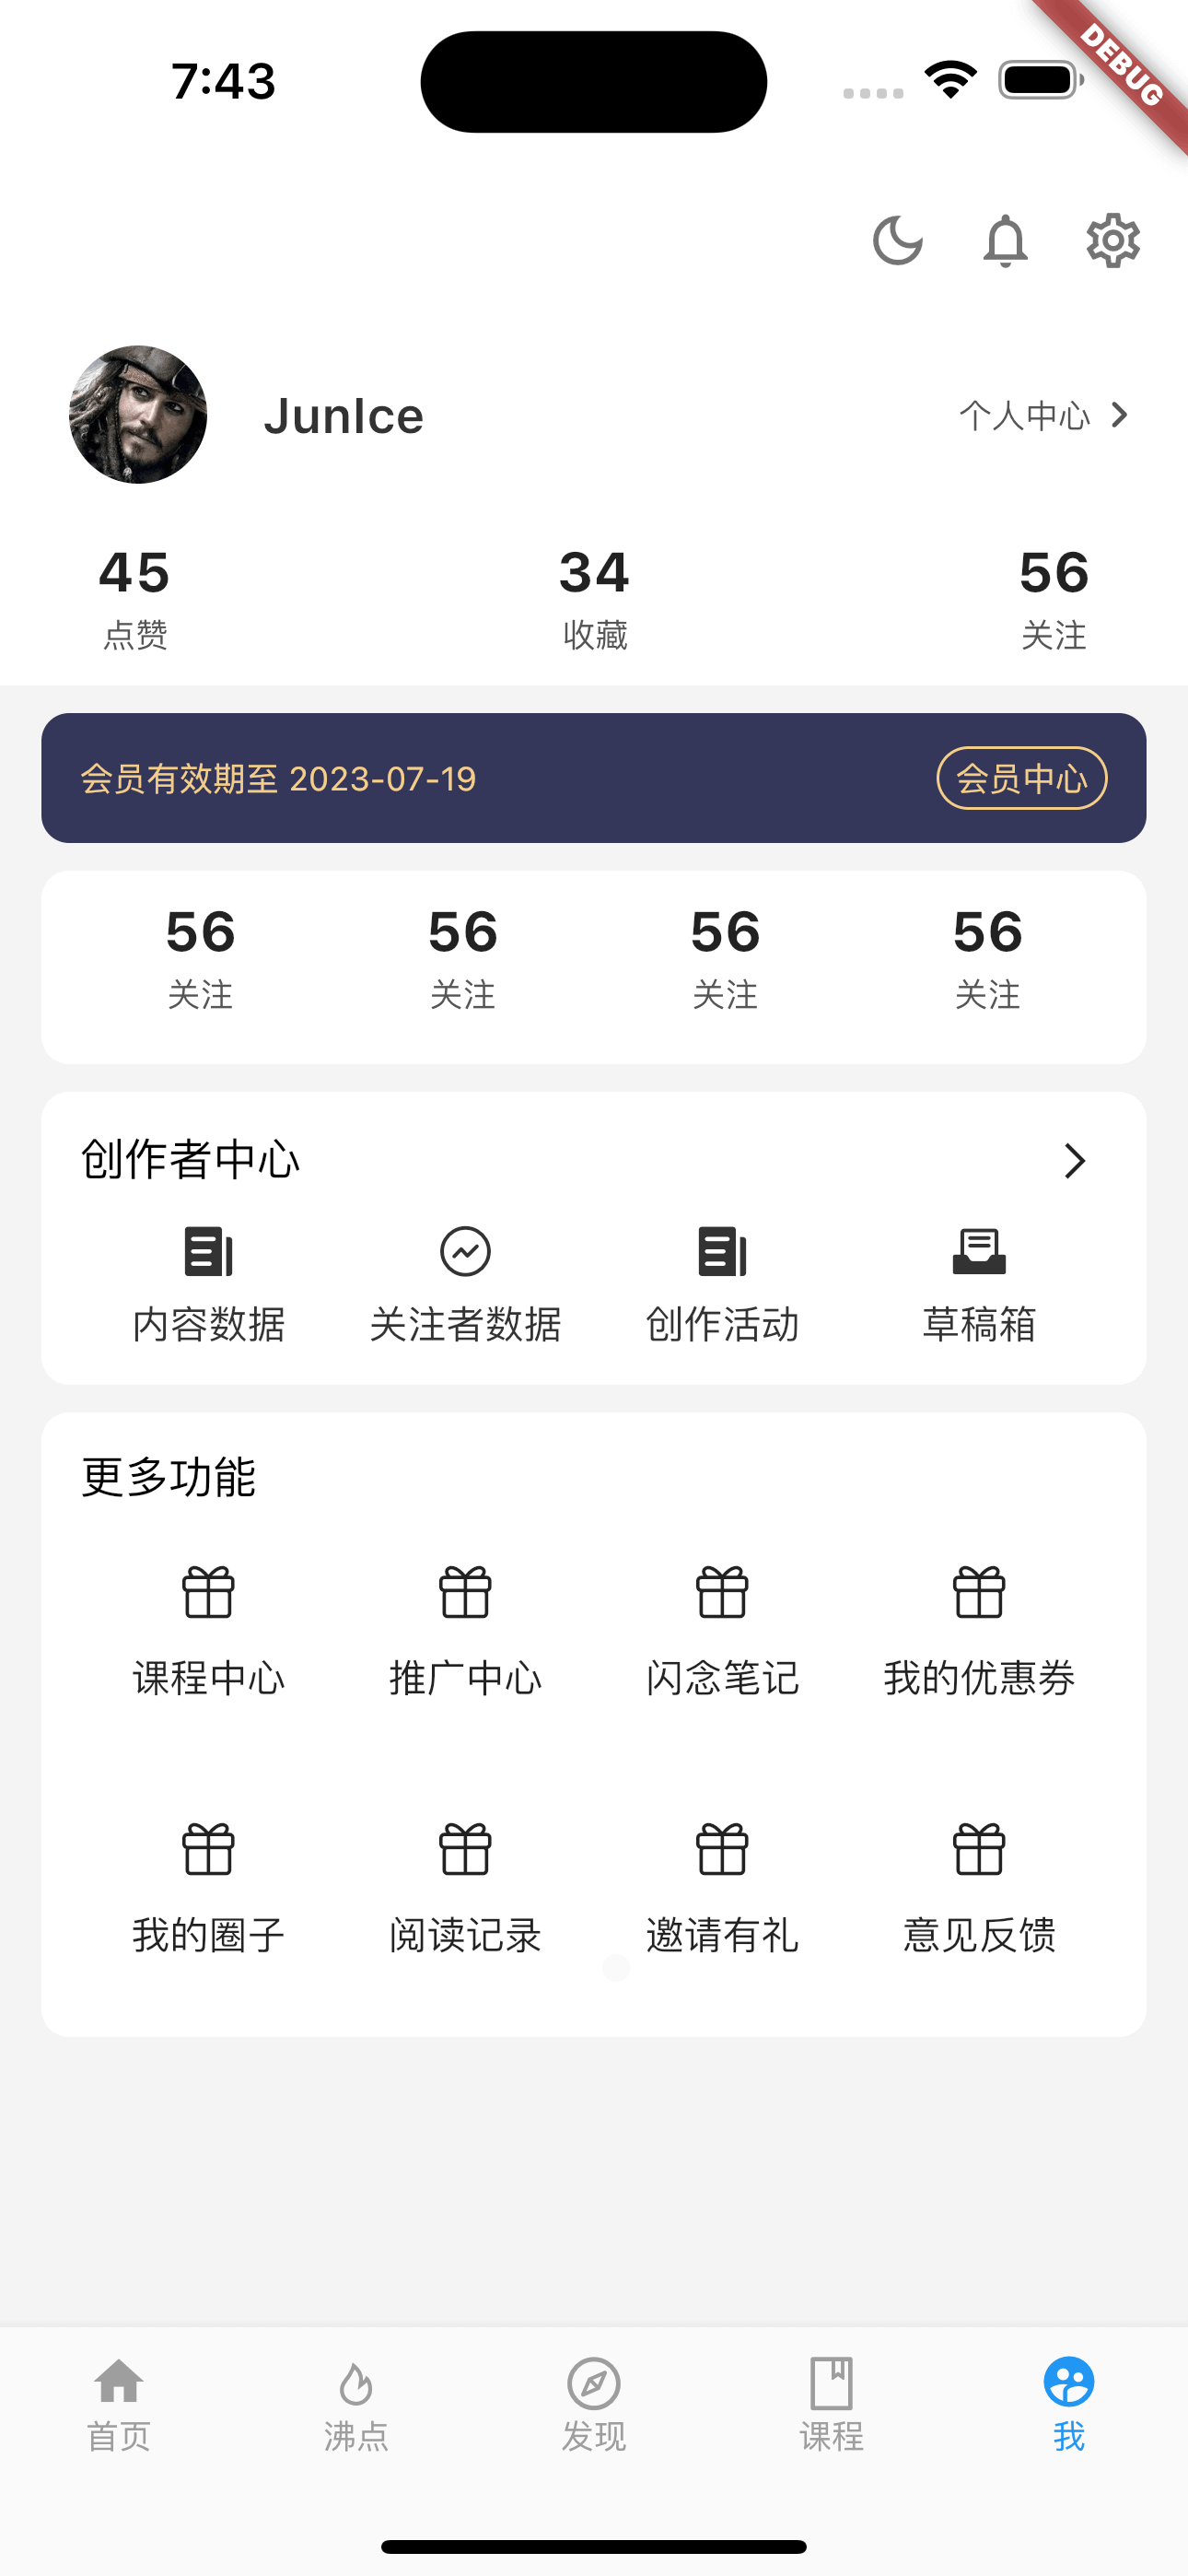 7:43
DEBUG
JunIce
个人中心
45 34 56
点赞 收藏 关注
会员有效期至 2023-07-19 会员中心
56 56 56 56
关注 关注 关注 关注
创作者中心
内容数据 关注者数据 创作活动 草稿箱
更多功能
课程中心 推广中心 闪念笔记 我的优惠券
我的圈子 阅读记录 邀请有礼 意见反馈
首页 沸点 发现 课程 我